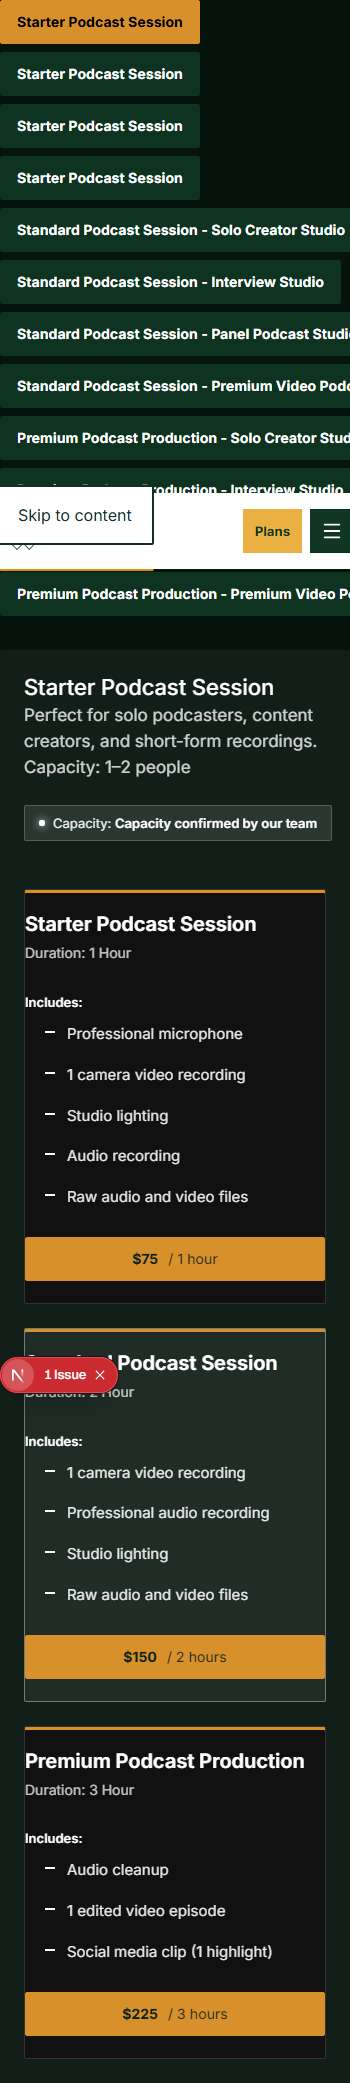 Starter Podcast Session
Starter Podcast Session
Starter Podcast Session
Starter Podcast Session
Standard Podcast Session - Solo Creator Studio
Standard Podcast Session - Interview Studio
Standard Podcast Session - Panel Podcast
Standard Podcast Session - Premium Video
Premium Podcast Production - Solo Creator
Production - Interview Studio
Skip to content
Plans
Premium Podcast Production - Premium Video
Starter Podcast Session
Perfect for solo podcasters, content
creators, and short-form recordings.
Capacity: 1–2 people
Capacity: Capacity confirmed by our team
Starter Podcast Session
Duration: 1 Hour
Includes:
Professional microphone
1 camera video recording
Studio lighting
Audio recording
Raw audio and video files
$75 / 1 hour
Podcast Session
1 Issue
Duration: 2 Hour
Includes:
1 camera video recording
Professional audio recording
Studio lighting
Raw audio and video files
$150 / 2 hours
Premium Podcast Production
Duration: 3 Hour
Includes:
Audio cleanup
1 edited video episode
Social media clip (1 highlight)
$225 / 3 hours